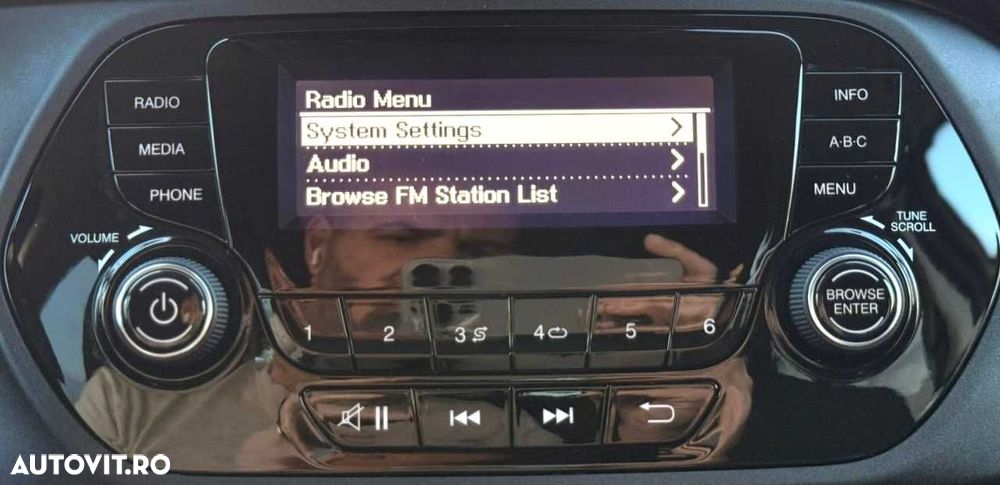 Radio Menu
System Settings
Audio
Browse FM Station List
RADIO
MEDIA
PHONE
VOLUME
INFO
A·B·C
MENU
TUNE
SCROLL
BROWSE
ENTER
1
2
3
4
5
6
AUTOVIT.RO